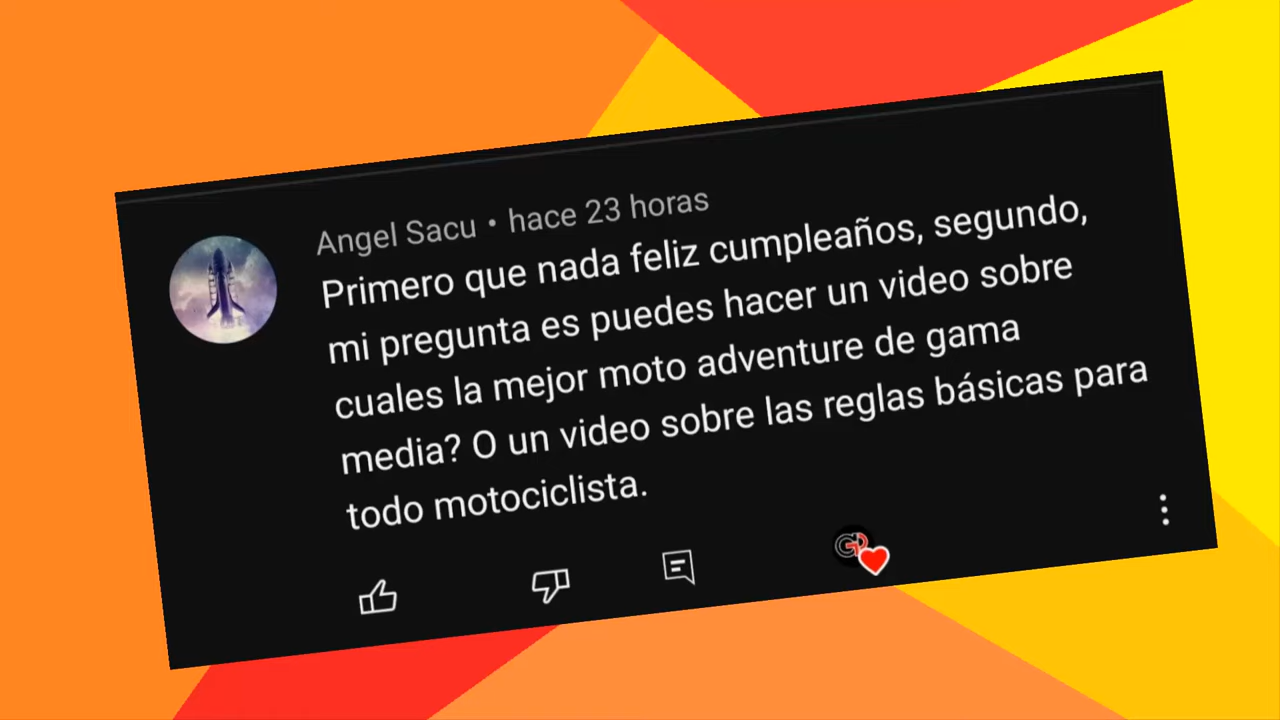 Angel Sacu • hace 23 horas
Primero que nada feliz cumpleaños, segundo,
mi pregunta es puedes hacer un video sobre
cuales la mejor moto adventure de gama
media? O un video sobre las reglas básicas para
todo motociclista.